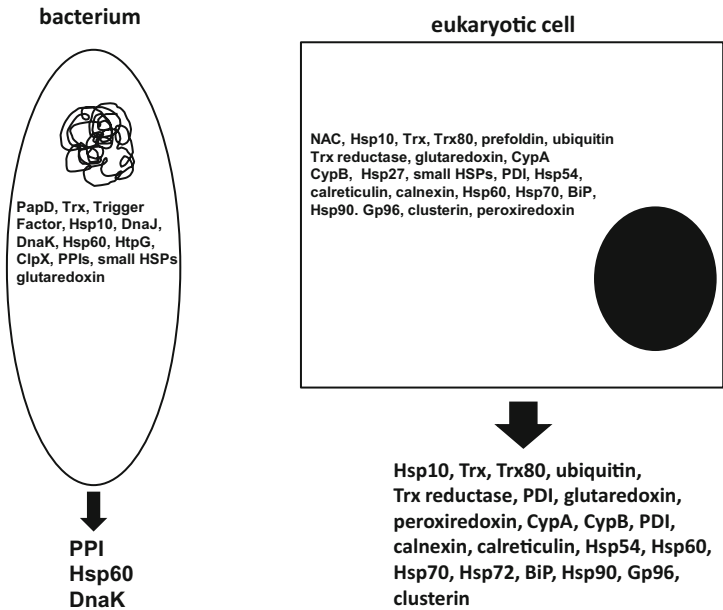 bacterium
PapD, Trx, Trigger
Factor, Hsp10, DnaJ,
DnaK, Hsp60, HtpG,
ClpX, PPIs, small HSPs
glutaredoxin
PPI
Hsp60
DnaK
eukaryotic cell
NAC, Hsp10, Trx, Trx80, prefoldin, ubiquitin
Trx reductase, glutaredoxin, CypA
CypB, Hsp27, small HSPs, PDI, Hsp54,
calreticulin, calnexin, Hsp60, Hsp70, BiP,
Hsp90. Gp96, clusterin, peroxiredoxin
Hsp10, Trx, Trx80, ubiquitin,
Trx reductase, PDI, glutaredoxin,
peroxiredoxin, CypA, CypB, PDI,
calnexin, calreticulin, Hsp54, Hsp60,
Hsp70, Hsp72, BiP, Hsp90, Gp96,
clusterin